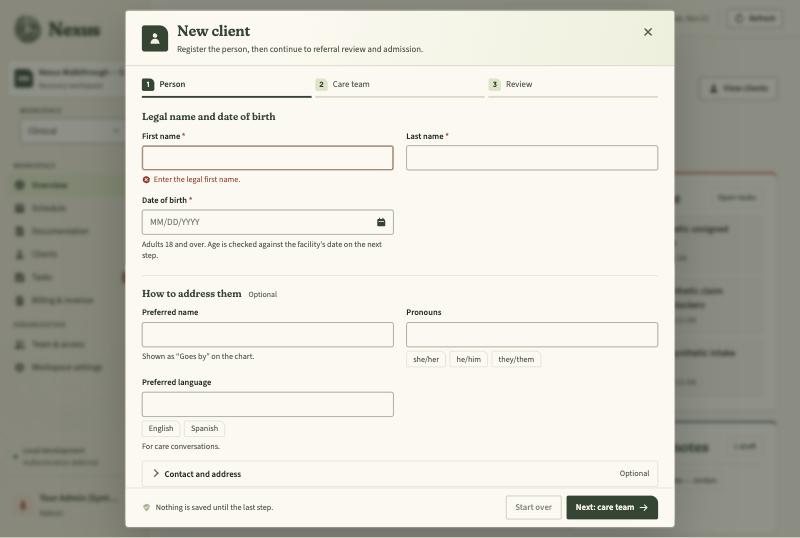 Nexus
New client
Register the person, then continue to referral review and admission.
Refresh
View clients
1 Person
2 Care team
3 Review
Clinical
Overview
Schedule
Documentation
Clients
Tasks
Billing & revenue
Team & access
Workspace settings
Legal name and date of birth
First name *
Last name *
Enter the legal first name.
Date of birth *
MM/DD/YYYY
Adults 18 and over. Age is checked against the facility's date on the next
step.
How to address them Optional
Preferred name
Pronouns
Shown as “Goes by” on the chart.
she/her
he/him
they/them
Preferred language
English
Spanish
For care conversations.
Contact and address
Optional
Nothing is saved until the last step.
Start over
Next: care team
Open tasks